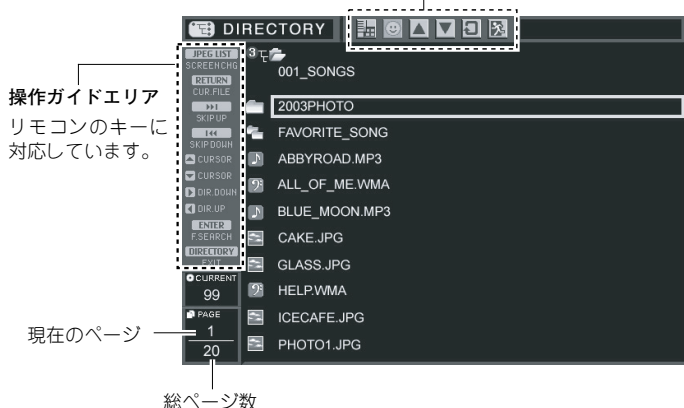 DIRECTORY
JPEG LIST
SCREEN CHG
RETURN
CUR.FILE
SKIP UP
SKIP DOWN
CURSOR
CURSOR
DIR.DOWN
DIR.UP
ENTER
F.SEARCH
DIRECTORY
EXIT
CURRENT
99
PAGE
1
20
3
001_SONGS
2003PHOTO
FAVORITE_SONG
ABBYROAD.MP3
ALL_OF_ME.WMA
BLUE_MOON.MP3
CAKE.JPG
GLASS.JPG
HELP.WMA
ICECAFE.JPG
PHOTO1.JPG
操作ガイドエリア
リモコンのキーに
対応しています。
現在のページ
総ページ数